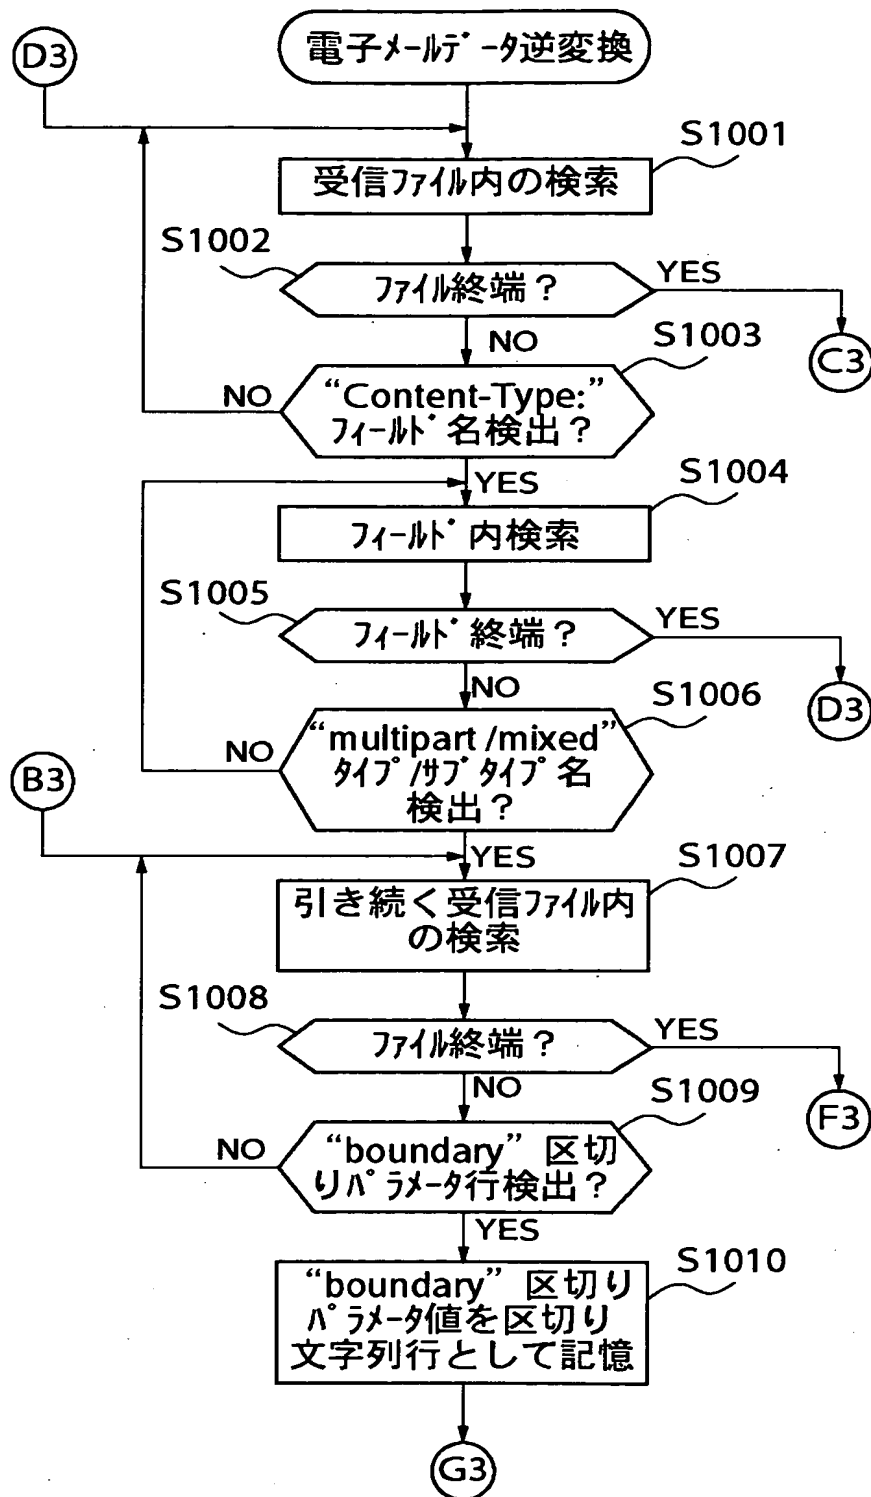 D3
電子ﾒｰﾙﾃﾞｰﾀ逆変換
S1001
受信ﾌｧｲﾙ内の検索
S1002
ﾌｧｲﾙ終端？
YES
NO
C3
S1003
NO
“Content-Type:”
ﾌｨｰﾙﾄﾞ名検出？
YES
S1004
ﾌｨｰﾙﾄﾞ内検索
S1005
ﾌｨｰﾙﾄﾞ終端？
YES
NO
D3
S1006
NO
“multipart /mixed”
ﾀｲﾌﾟ/ｻﾌﾞﾀｲﾌﾟ名
検出？
B3
YES
S1007
引き続く受信ﾌｧｲﾙ内
の検索
S1008
ﾌｧｲﾙ終端？
YES
NO
F3
S1009
NO
“boundary” 区切
りﾊﾟﾗﾒｰﾀ行検出？
YES
S1010
“boundary” 区切り
ﾊﾟﾗﾒｰﾀ値を区切り
文字列行として記憶
G3